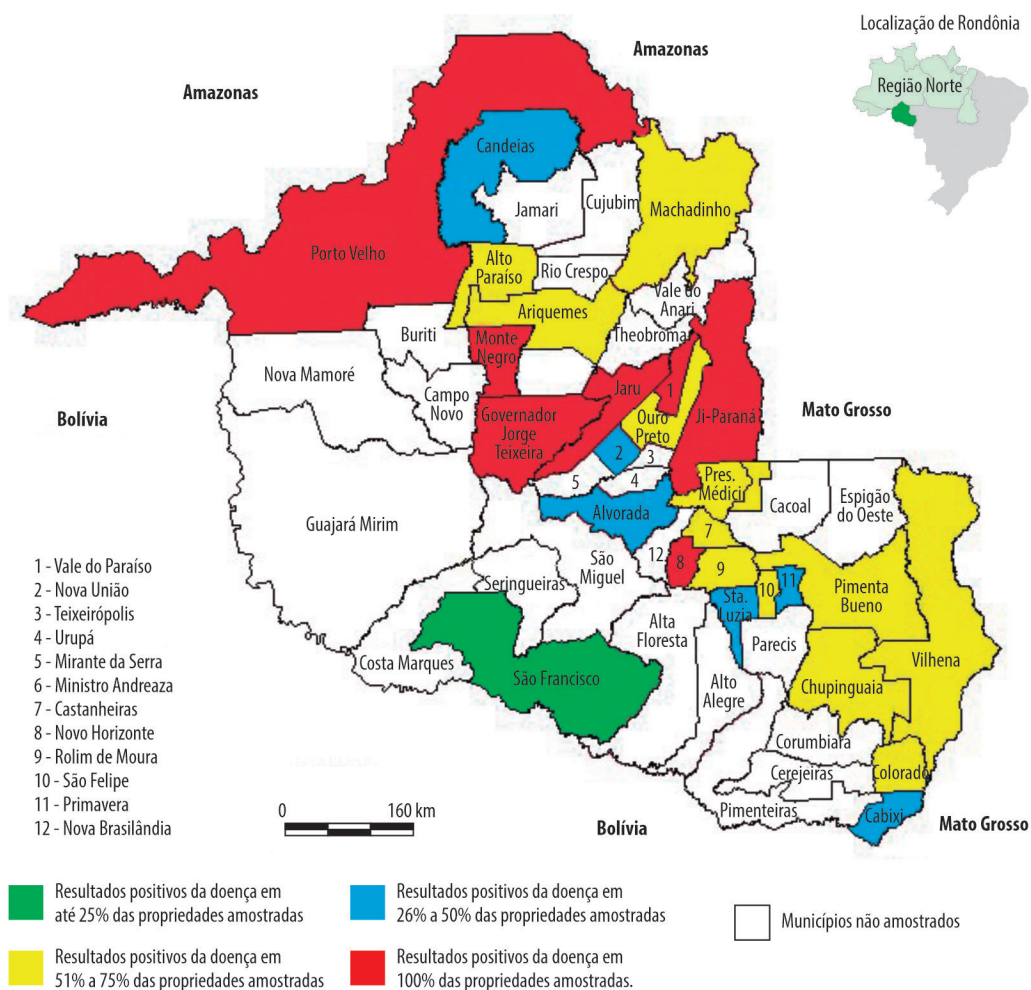 Localização de Rondônia
Região Norte
Amazonas
Amazonas
Candeias
Jamari
Cujubim
Machadinho
Porto Velho
Alto
Paraíso
Rio Crespo
Vale do
Anari
Ariquemes
Buriti
Monte
Negro
Theobroma
Nova Mamoré
Campo
Novo
Jaru
1
Bolívia
Governador
Jorge
Teixeira
Ouro
Preto
Ji-Paraná
Mato Grosso
2
3
5
4
Pres.
Médici
Cacoal
Espigão
do Oeste
Guajará Mirim
Alvorada
7
12
8
9
São
Miguel
Seringueiras
10
11
Pimenta
Bueno
Sta.
Luzia
Alta
Floresta
Parecis
Vilhena
Costa Marques
São Francisco
Alto
Alegre
Chupinguaia
Corumbiara
Cerejeiras
Colorado
Pimenteiras
Cabixi
Bolívia
Mato Grosso
1 - Vale do Paraíso
2 - Nova União
3 - Teixeirópolis
4 - Urupá
5 - Mirante da Serra
6 - Ministro Andreaza
7 - Castanheiras
8 - Novo Horizonte
9 - Rolim de Moura
10 - São Felipe
11 - Primavera
12 - Nova Brasilândia
0 160 km
Resultados positivos da doença em
até 25% das propriedades amostradas
Resultados positivos da doença em
26% a 50% das propriedades amostradas
Municípios não amostrados
Resultados positivos da doença em
51% a 75% das propriedades amostradas
Resultados positivos da doença em
100% das propriedades amostradas.